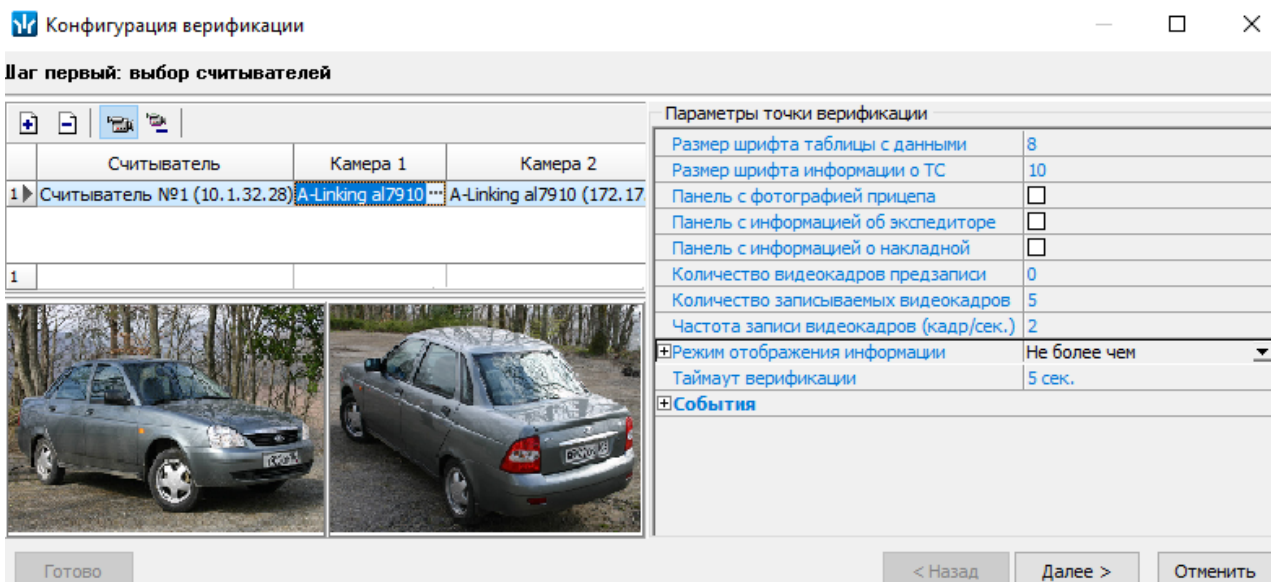 Конфигурация верификации
Шаг первый: выбор считывателей
Считыватель Камера 1 Камера 2
1 Считыватель №1 (10.1.32.28) A-Linking al7910 ... A-Linking al7910 (172.17
1
Параметры точки верификации
Размер шрифта таблицы с данными 8
Размер шрифта информации о ТС 10
Панель с фотографией прицепа
Панель с информацией об экспедиторе
Панель с информацией о накладной
Количество видеокадров предзаписи 0
Количество записываемых видеокадров 5
Частота записи видеокадров (кадр/сек.) 2
Режим отображения информации Не более чем
Таймаут верификации 5 сек.
События
Готово < Назад Далее > Отменить